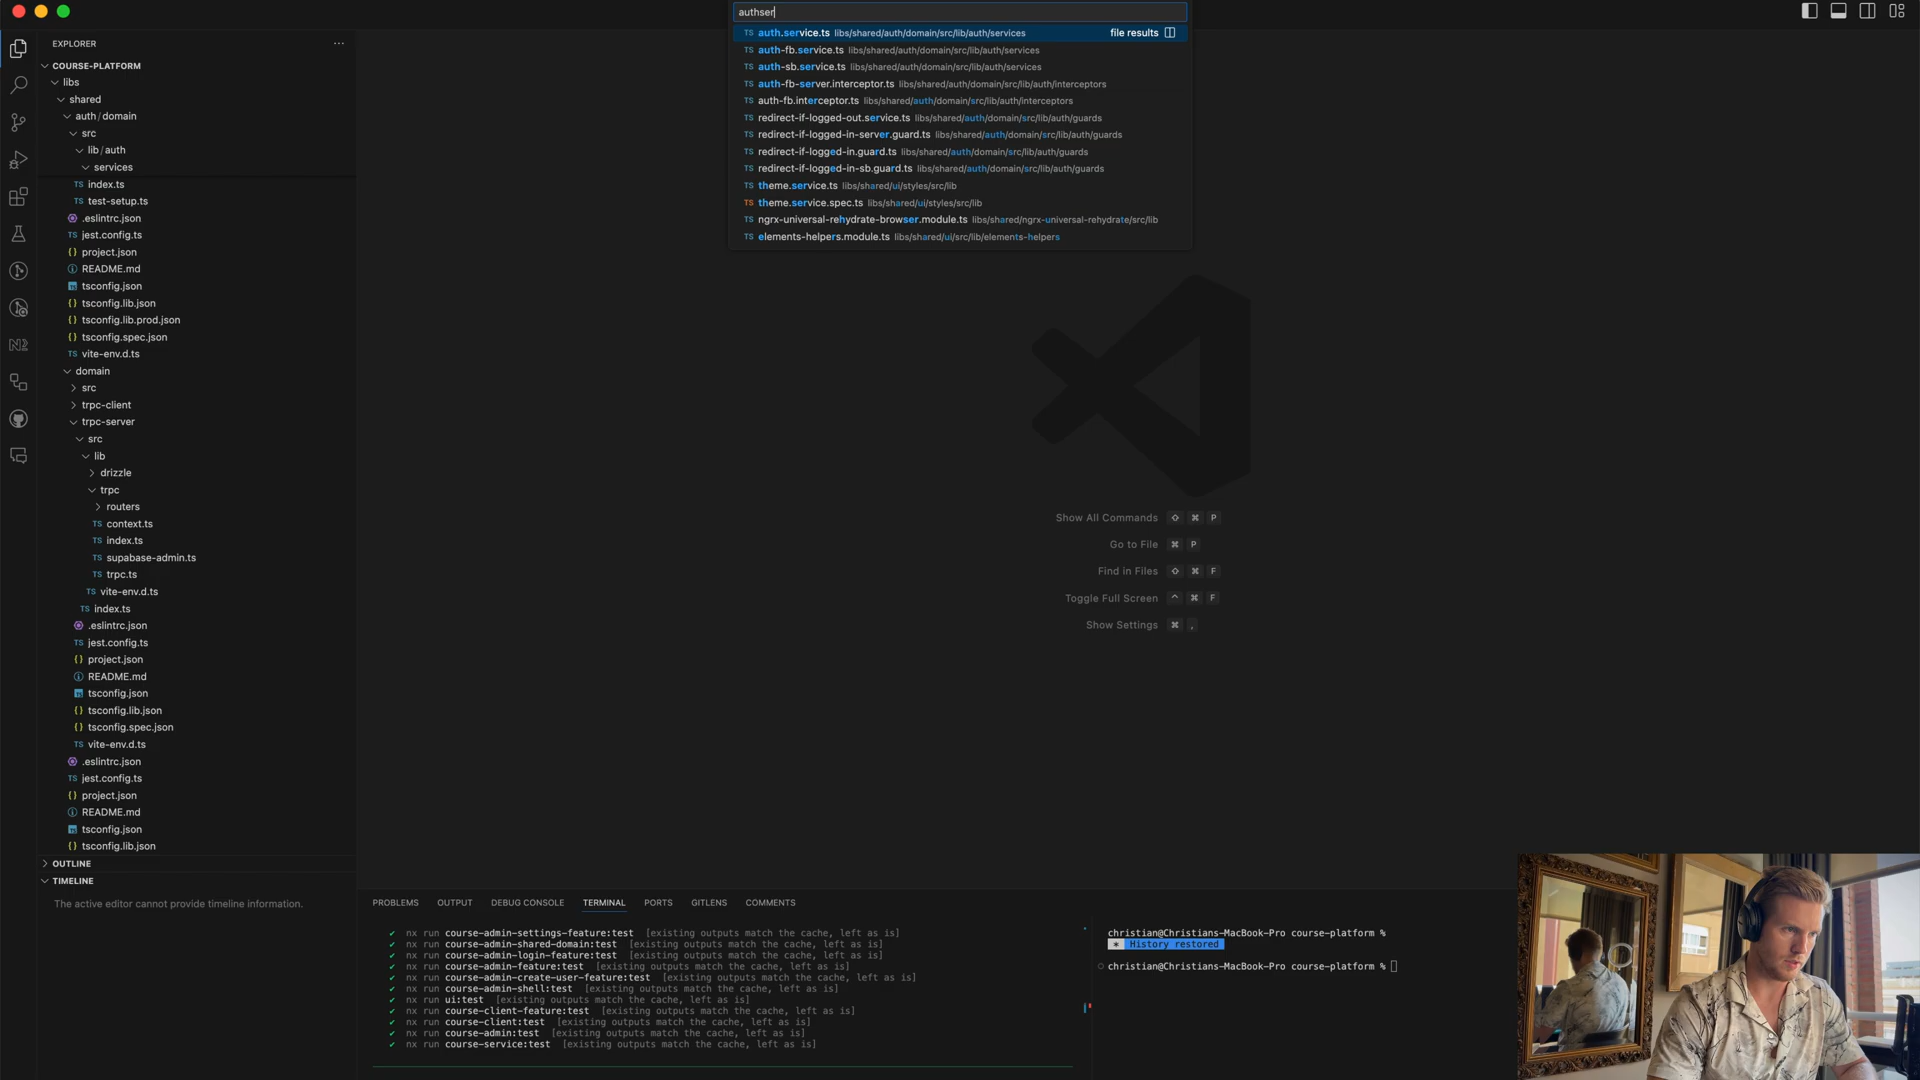 authser
EXPLORER
COURSE-PLATFORM
libs
shared
auth / domain
src
lib / auth
services
index.ts
test-setup.ts
.eslintrc.json
jest.config.ts
project.json
README.md
tsconfig.json
tsconfig.lib.json
tsconfig.lib.prod.json
tsconfig.spec.json
vite-env.d.ts
domain
src
trpc-client
trpc-server
src
lib
drizzle
trpc
routers
context.ts
index.ts
supabase-admin.ts
trpc.ts
vite-env.d.ts
index.ts
.eslintrc.json
jest.config.ts
project.json
README.md
tsconfig.json
tsconfig.lib.json
tsconfig.spec.json
vite-env.d.ts
.eslintrc.json
jest.config.ts
project.json
README.md
tsconfig.json
tsconfig.lib.json
OUTLINE
TIMELINE
The active editor cannot provide timeline information.
auth.service.ts libs/shared/auth/domain/src/lib/auth/services file results
auth-fb.service.ts libs/shared/auth/domain/src/lib/auth/services
auth-sb.service.ts libs/shared/auth/domain/src/lib/auth/services
auth-fb-server.interceptor.ts libs/shared/auth/domain/src/lib/auth/interceptors
auth-fb.interceptor.ts libs/shared/auth/domain/src/lib/auth/interceptors
redirect-if-logged-out.service.ts libs/shared/auth/domain/src/lib/auth/guards
redirect-if-logged-in-server.guard.ts libs/shared/auth/domain/src/lib/auth/guards
redirect-if-logged-in.guard.ts libs/shared/auth/domain/src/lib/auth/guards
redirect-if-logged-in-sb.guard.ts libs/shared/auth/domain/src/lib/auth/guards
theme.service.ts libs/shared/ui/styles/src/lib
theme.service.spec.ts libs/shared/ui/styles/src/lib
ngrx-universal-rehydrate-browser.module.ts libs/shared/ngrx-universal-rehydrate/src/lib
elements-helpers.module.ts libs/shared/ui/src/lib/elements-helpers
Show All Commands ⇧ ⌘ P
Go to File ⌘ P
Find in Files ⇧ ⌘ F
Toggle Full Screen ^ ⌘ F
Show Settings ⌘ ,
PROBLEMS OUTPUT DEBUG CONSOLE TERMINAL PORTS GITLENS COMMENTS
✔ nx run course-admin-settings-feature:test [existing outputs match the cache, left as is]
✔ nx run course-admin-shared-domain:test [existing outputs match the cache, left as is]
✔ nx run course-admin-login-feature:test [existing outputs match the cache, left as is]
✔ nx run course-admin-feature:test [existing outputs match the cache, left as is]
✔ nx run course-admin-create-user-feature:test [existing outputs match the cache, left as is]
✔ nx run course-admin-shell:test [existing outputs match the cache, left as is]
✔ nx run ui:test [existing outputs match the cache, left as is]
✔ nx run course-client-feature:test [existing outputs match the cache, left as is]
✔ nx run course-client:test [existing outputs match the cache, left as is]
✔ nx run course-admin:test [existing outputs match the cache, left as is]
✔ nx run course-service:test [existing outputs match the cache, left as is]
christian@Christians-MacBook-Pro course-platform %
* History restored
christian@Christians-MacBook-Pro course-platform %